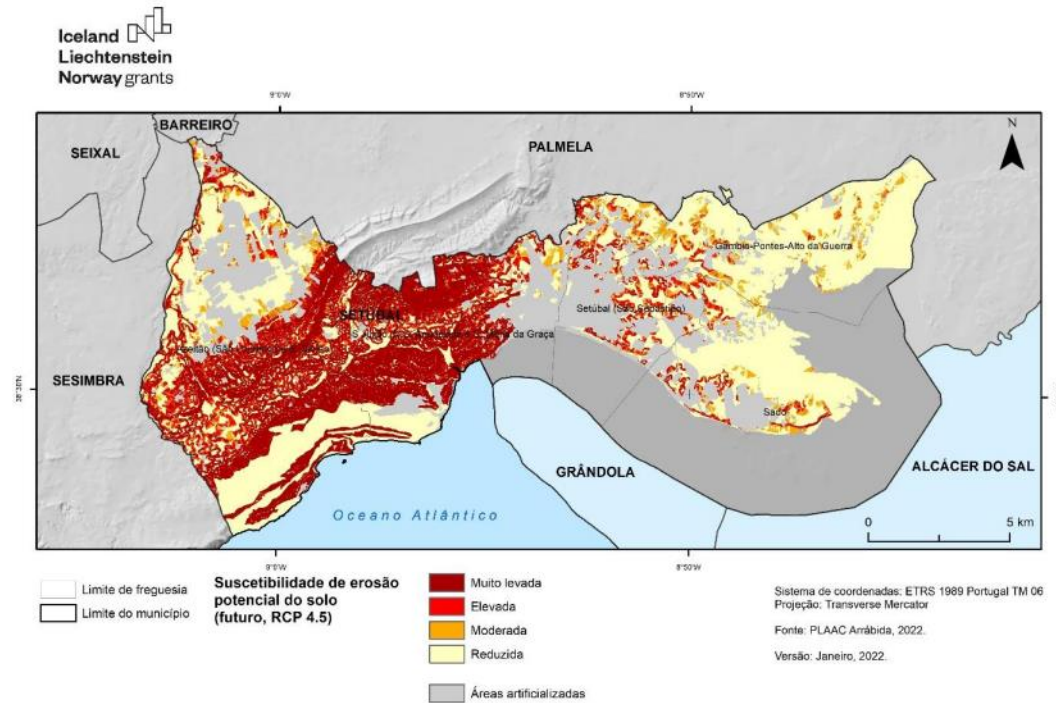 Iceland
Liechtenstein
Norway grants
9°0'W
8°50'W
BARREIRO
SEIXAL
PALMELA
N
Gâmbia-Pontes-Alto da Guerra
SETÚBAL
Setúbal (São Sebastião)
da Graça
SESIMBRA
38°30'N
Sado
GRÂNDOLA
ALCÁCER DO SAL
Oceano Atlântico
0 5 km
9°0'W
8°50'W
Limite de freguesia
Limite do município
Suscetibilidade de erosão
potencial do solo
(futuro, RCP 4.5)
Muito levada
Elevada
Moderada
Reduzida
Áreas artificializadas
Sistema de coordenadas: ETRS 1989 Portugal TM 06
Projeção: Transverse Mercator
Fonte: PLAAC Arrábida, 2022.
Versão: Janeiro, 2022.